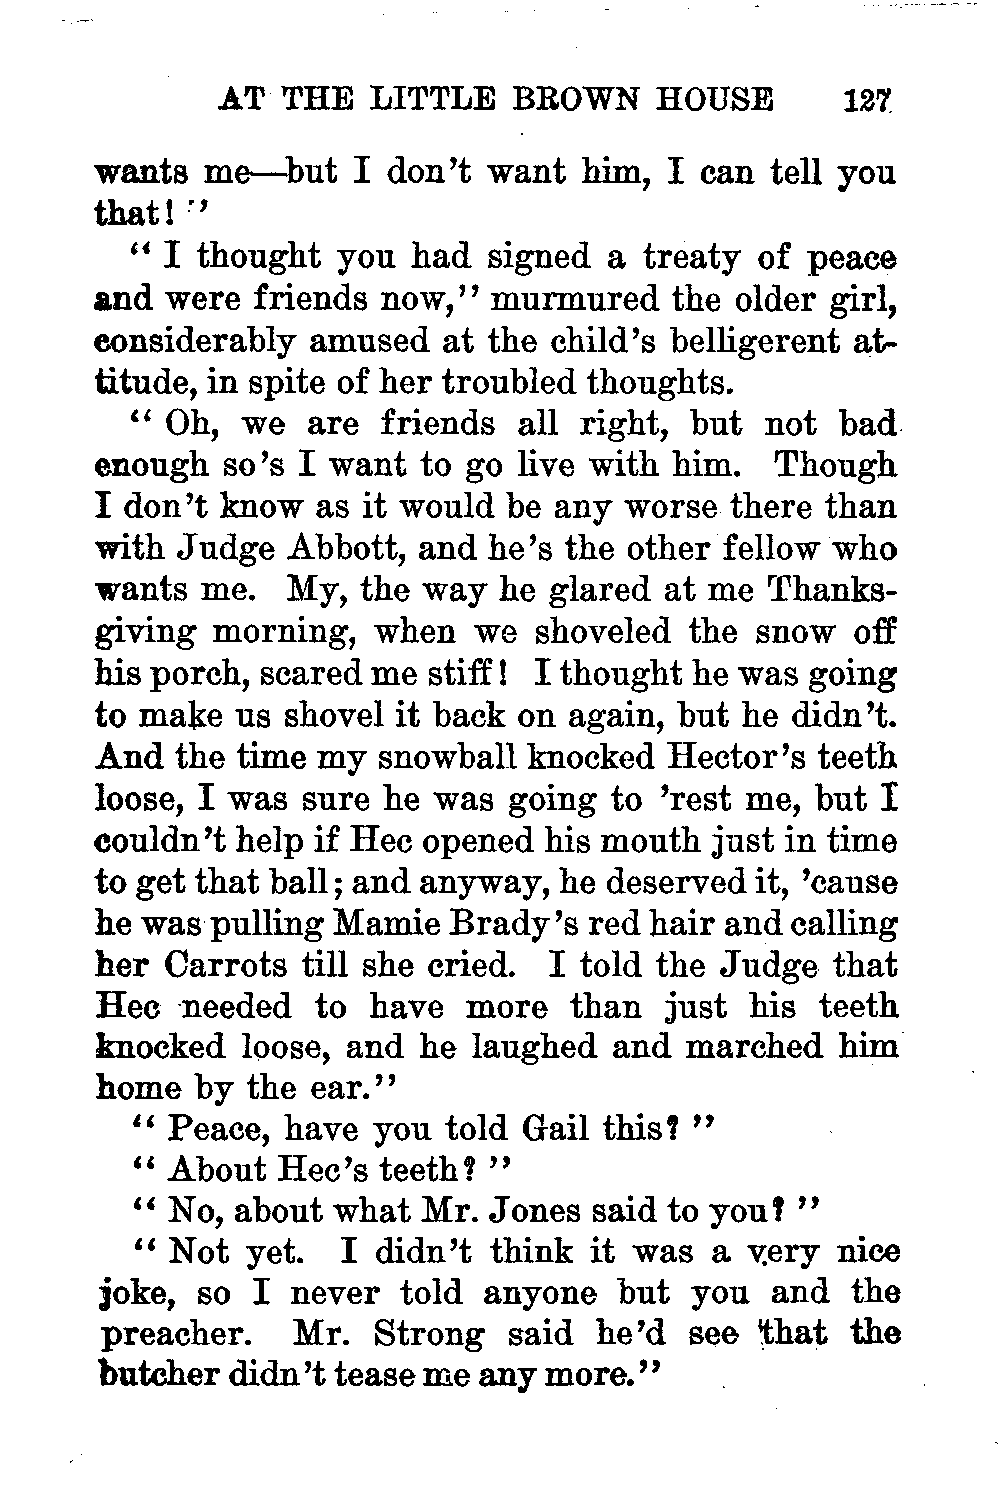 AT THE LITTLE BROWN HOUSE 127
wants me—but I don't want him, I can tell you
that! "
" I thought you had signed a treaty of peace
and were friends now," murmured the older girl,
considerably amused at the child's belligerent at-
titude, in spite of her troubled thoughts.
" Oh, we are friends all right, but not bad
enough so's I want to go live with him. Though
I don't know as it would be any worse there than
with Judge Abbott, and he's the other fellow who
wants me. My, the way he glared at me Thanks-
giving morning, when we shoveled the snow off
his porch, scared me stiff! I thought he was going
to make us shovel it back on again, but he didn't.
And the time my snowball knocked Hector's teeth
loose, I was sure he was going to 'rest me, but I
couldn't help if Hec opened his mouth just in time
to get that ball; and anyway, he deserved it, 'cause
he was pulling Mamie Brady's red hair and calling
her Carrots till she cried. I told the Judge that
Hec needed to have more than just his teeth
knocked loose, and he laughed and marched him
home by the ear."
" Peace, have you told Gail this? "
" About Hec's teeth? "
" No, about what Mr. Jones said to you? "
" Not yet. I didn't think it was a very nice
joke, so I never told anyone but you and the
preacher. Mr. Strong said he'd see that the
butcher didn't tease me any more."